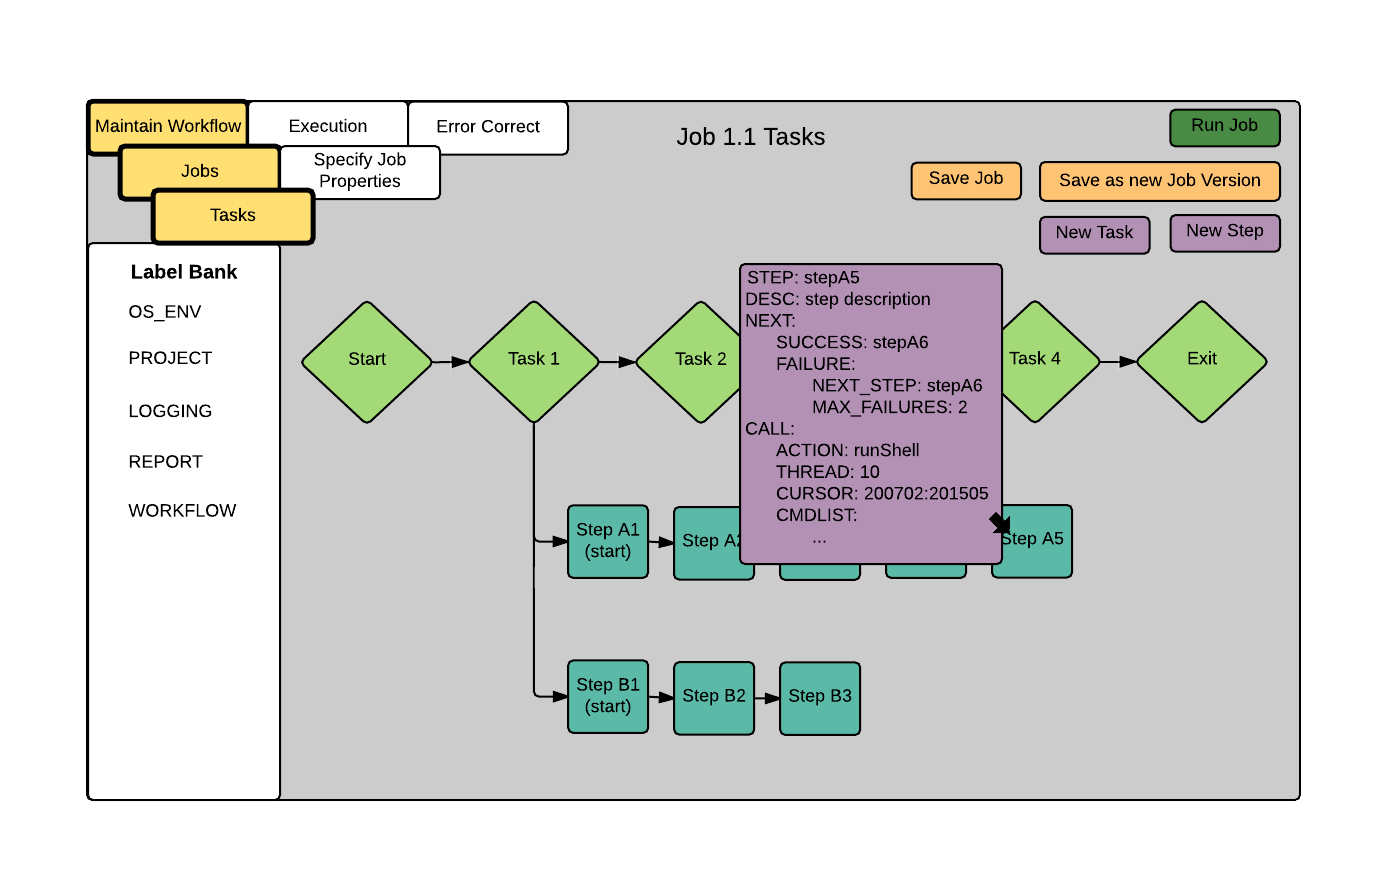 Maintain Workflow
Execution
Error Correct
Job 1.1 Tasks
Run Job
Jobs
Specify Job
Properties
Save Job
Save as new Job Version
Tasks
New Task
New Step
Label Bank
OS_ENV
PROJECT
LOGGING
REPORT
WORKFLOW
Start
Task 1
Task 2
STEP: stepA5
DESC: step description
NEXT:
SUCCESS: stepA6
FAILURE:
NEXT_STEP: stepA6
MAX_FAILURES: 2
CALL:
ACTION: runShell
THREAD: 10
CURSOR: 200702:201505
CMDLIST:
...
Task 4
Exit
Step A1
(start)
Step A2
Step A5
Step B1
(start)
Step B2
Step B3